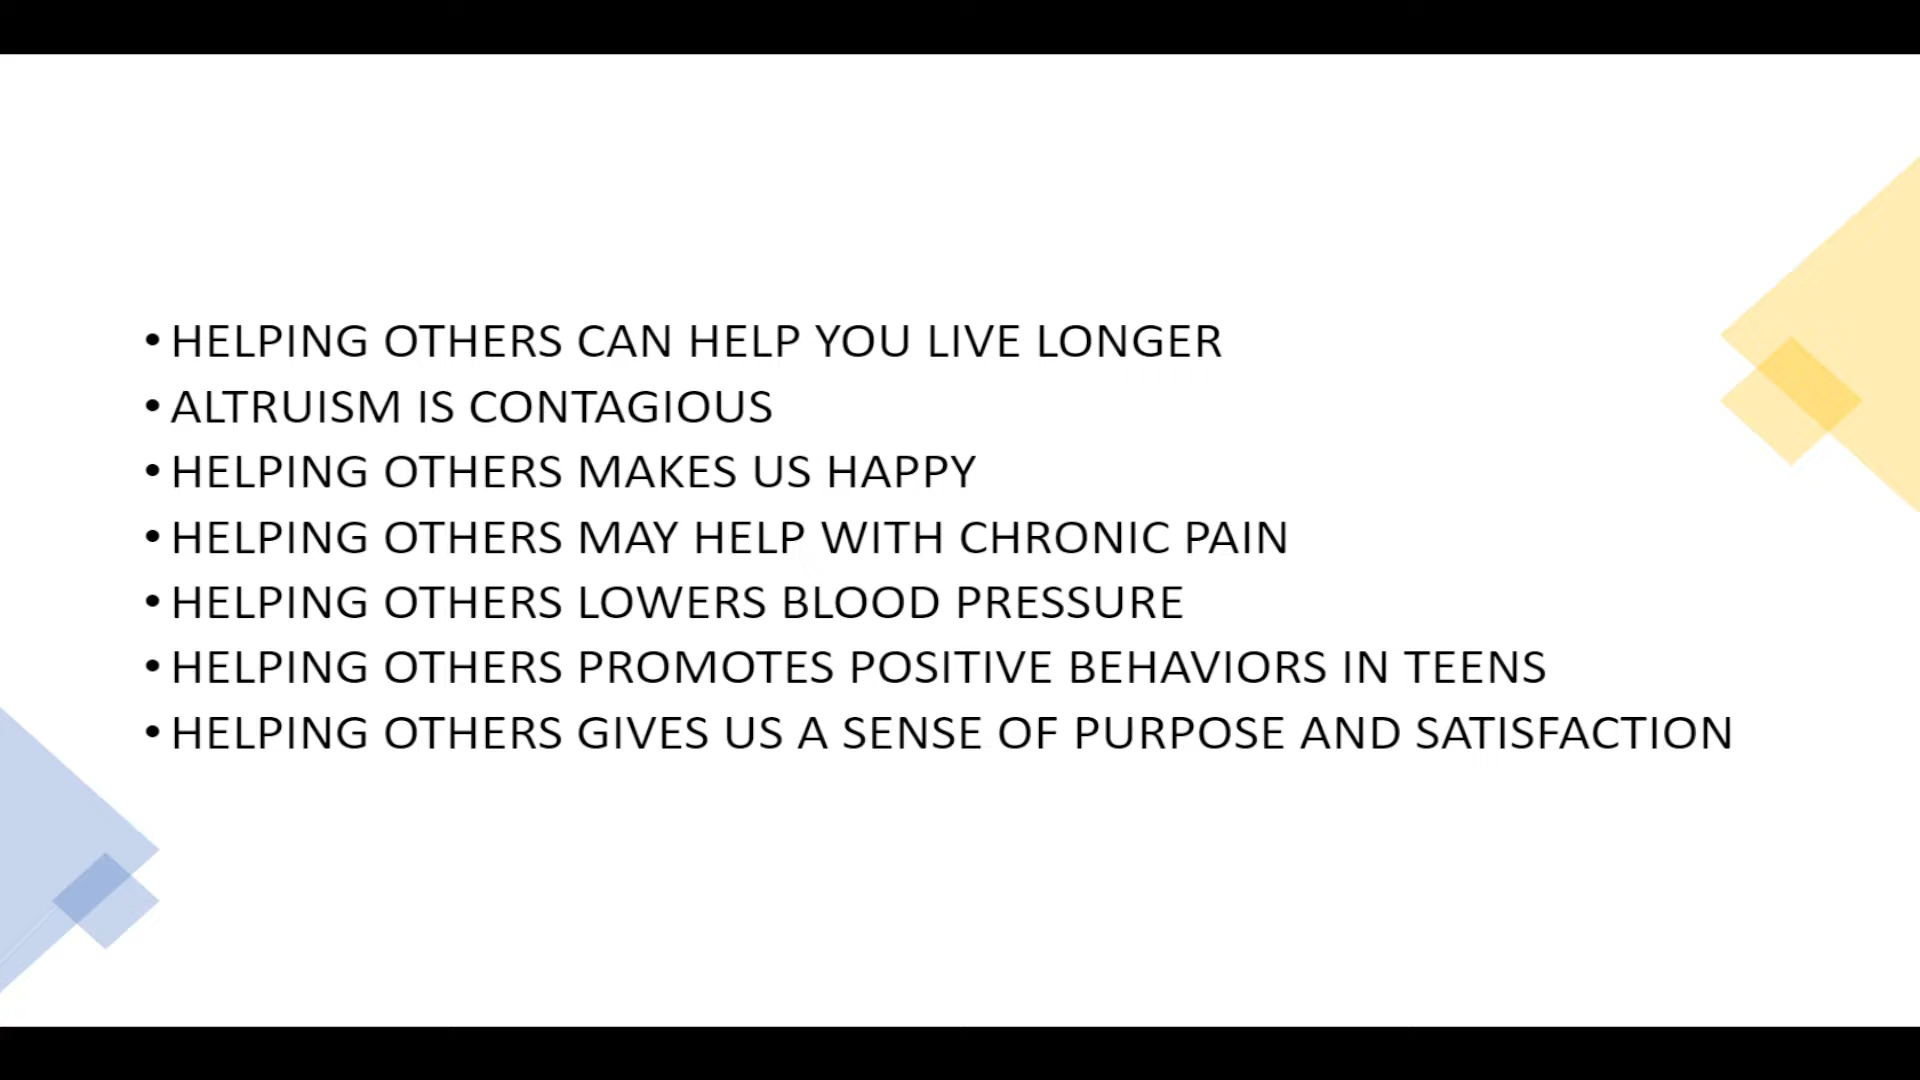 • HELPING OTHERS CAN HELP YOU LIVE LONGER
• ALTRUISM IS CONTAGIOUS
• HELPING OTHERS MAKES US HAPPY
• HELPING OTHERS MAY HELP WITH CHRONIC PAIN
• HELPING OTHERS LOWERS BLOOD PRESSURE
• HELPING OTHERS PROMOTES POSITIVE BEHAVIORS IN TEENS
• HELPING OTHERS GIVES US A SENSE OF PURPOSE AND SATISFACTION